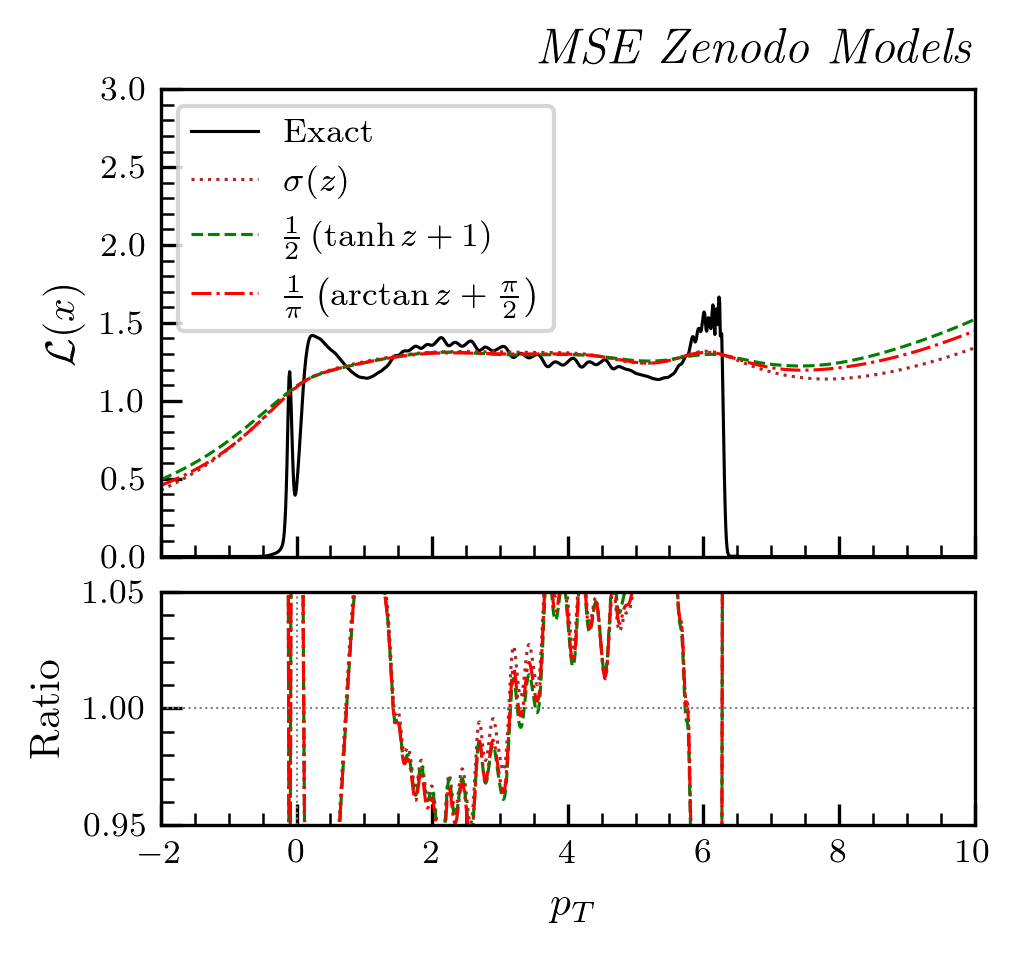 MSE Zenodo Models
3.0
2.5
2.0
1.5
1.0
0.5
0.0
ℒ(x)
Exact
σ(z)
1/2 (tanh z + 1)
1/π (arctan z + π/2)
1.05
1.00
0.95
Ratio
−2 0 2 4 6 8 10
p_T